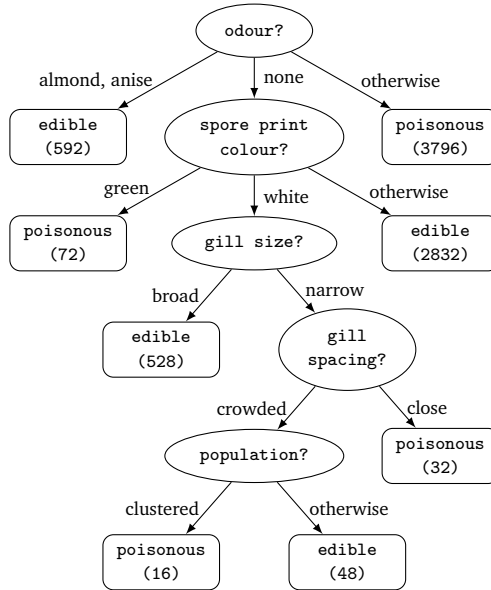 odour?
almond, anise
none
otherwise
edible
(592)
spore print
colour?
poisonous
(3796)
green
white
otherwise
poisonous
(72)
gill size?
edible
(2832)
broad
narrow
edible
(528)
gill
spacing?
crowded
close
population?
poisonous
(32)
clustered
otherwise
poisonous
(16)
edible
(48)